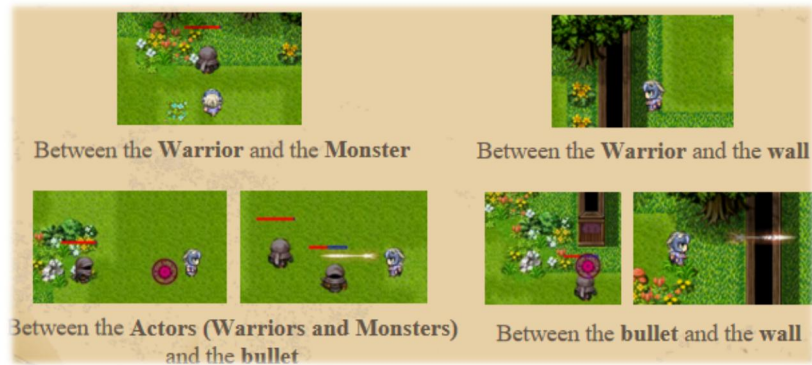 Between the Warrior and the Monster
Between the Warrior and the wall
Between the Actors (Warriors and Monsters)
and the bullet
Between the bullet and the wall